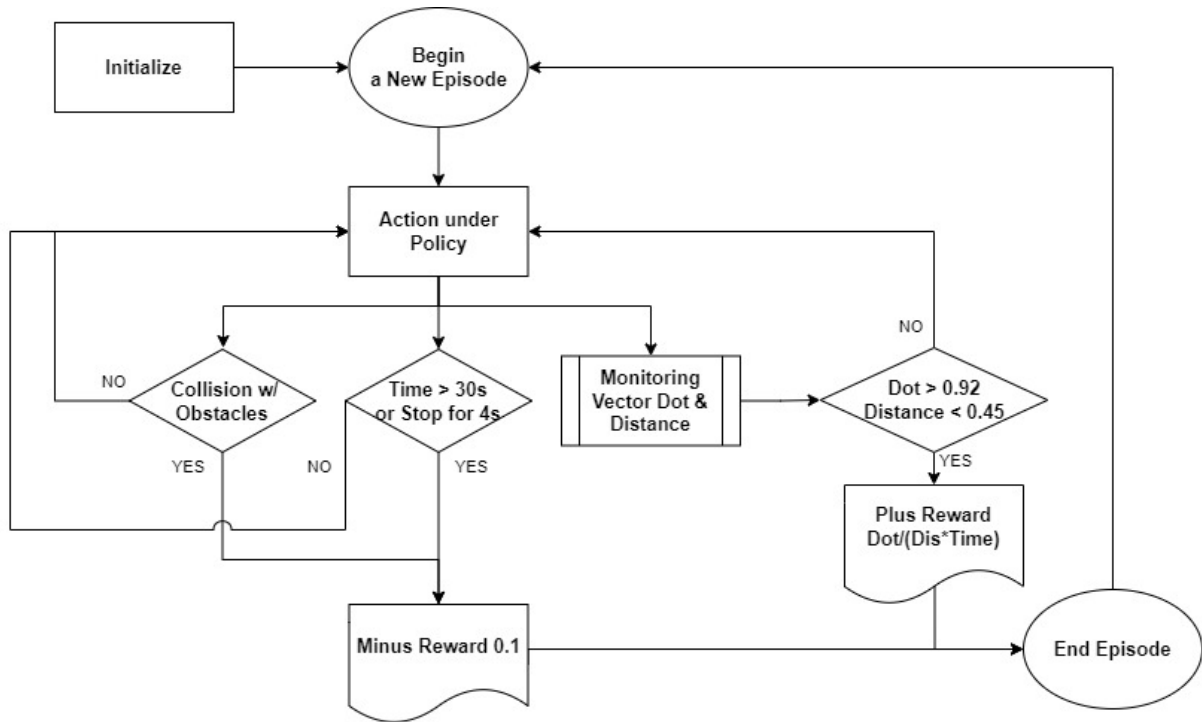 Initialize
Begin
a New Episode
Action under
Policy
NO
Collision w/
Obstacles
YES
NO
Time > 30s
or Stop for 4s
YES
Monitoring
Vector Dot &
Distance
NO
Dot > 0.92
Distance < 0.45
YES
Plus Reward
Dot/(Dis*Time)
Minus Reward 0.1
End Episode